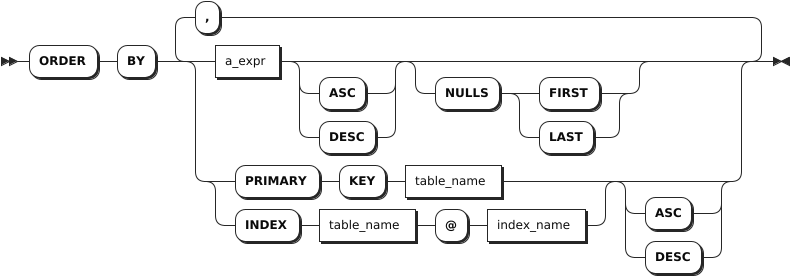 ,
ORDER BY a_expr
ASC NULLS FIRST
DESC LAST
PRIMARY KEY table_name
INDEX table_name @ index_name
ASC
DESC